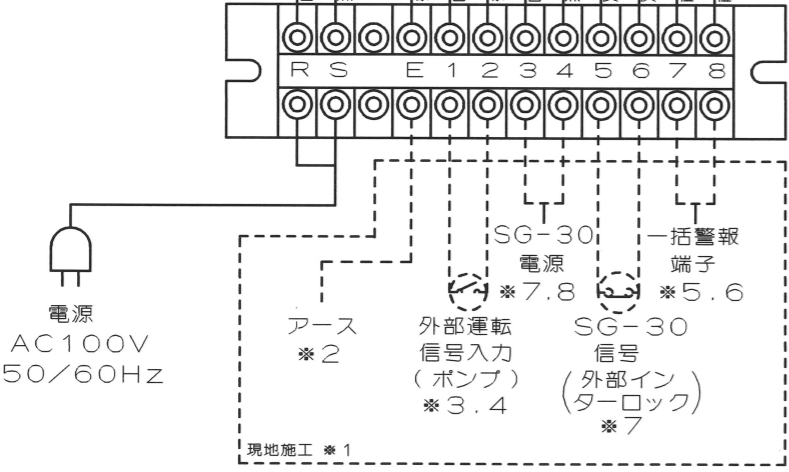 R S E 1 2 3 4 5 6 7 8
電源
AC100V
50/60Hz
アース
※2
外部運転
信号入力
(ポンプ)
※3.4
SG-30
電源
※7.8
SG-30
信号
(外部イン
ターロック)
※7
一括警報
端子
※5.6
現地施工 ※1